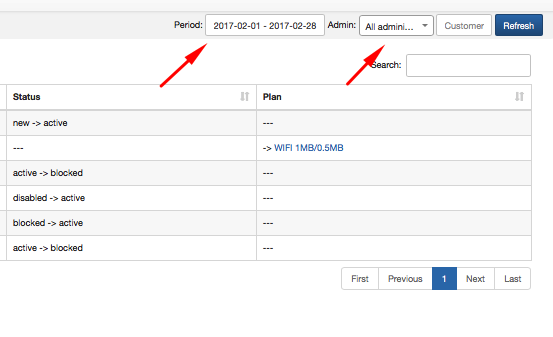 Period: 2017-02-01 - 2017-02-28 Admin: All admini... Customer Refresh
Search:
Status Plan
new -> active ---
--- -> WIFI 1MB/0.5MB
active -> blocked ---
disabled -> active ---
blocked -> active ---
active -> blocked ---
First Previous 1 Next Last